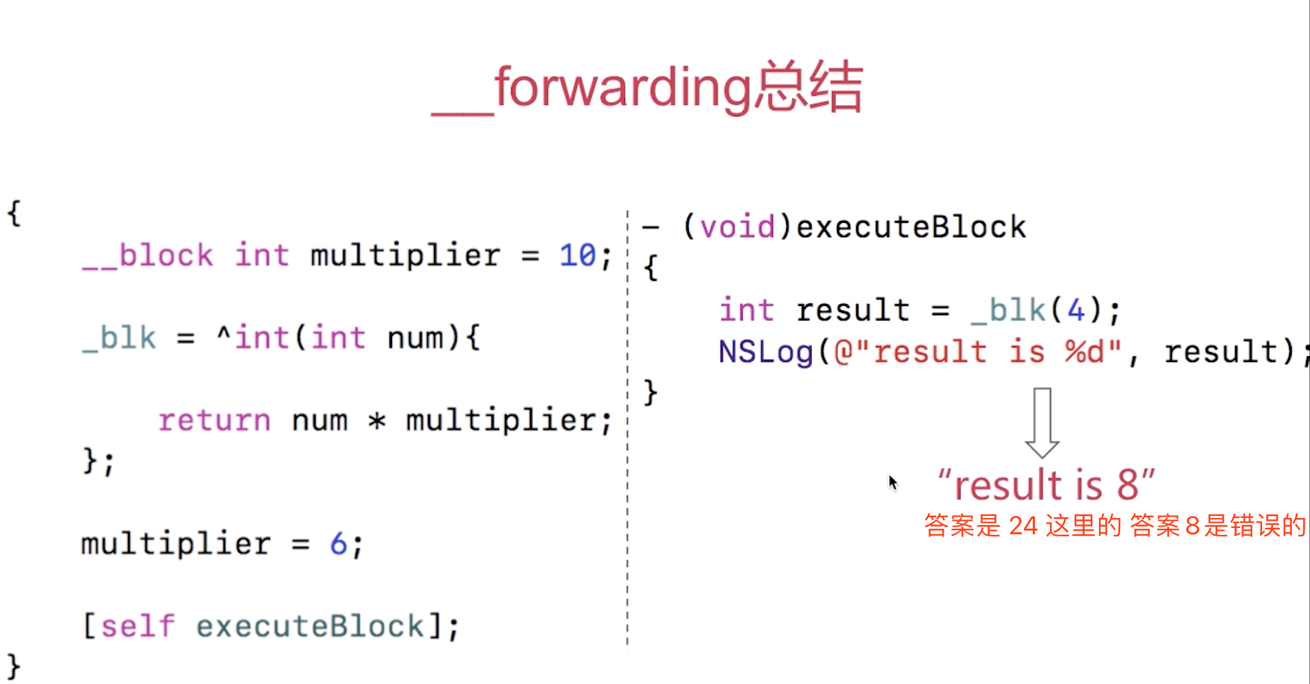 __forwarding总结
{
__block int multiplier = 10;
_blk = ^int(int num){
return num * multiplier;
};
multiplier = 6;
[self executeBlock];
}
- (void)executeBlock
{
int result = _blk(4);
NSLog(@"result is %d", result);
}
“result is 8”
答案是 24 这里的 答案8是错误的